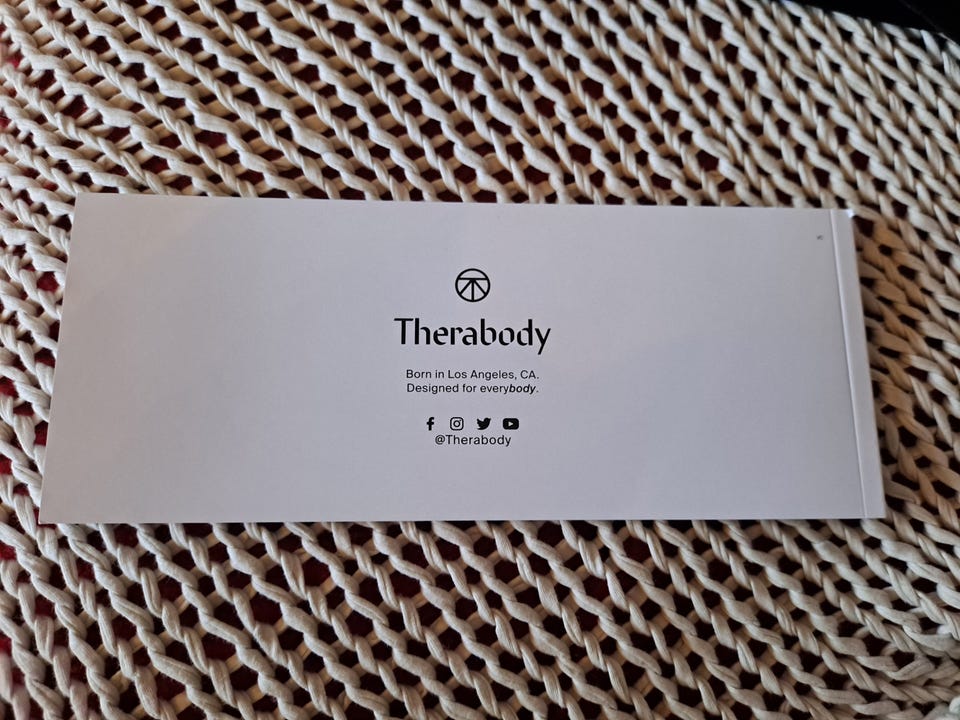 Therabody
Born in Los Angeles, CA.
Designed for everybody.
@Therabody